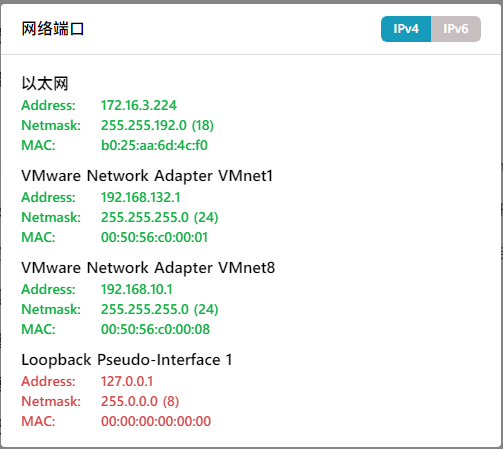 网络端口
IPv4 IPv6
以太网
Address: 172.16.3.224
Netmask: 255.255.192.0 (18)
MAC: b0:25:aa:6d:4c:f0
VMware Network Adapter VMnet1
Address: 192.168.132.1
Netmask: 255.255.255.0 (24)
MAC: 00:50:56:c0:00:01
VMware Network Adapter VMnet8
Address: 192.168.10.1
Netmask: 255.255.255.0 (24)
MAC: 00:50:56:c0:00:08
Loopback Pseudo-Interface 1
Address: 127.0.0.1
Netmask: 255.0.0.0 (8)
MAC: 00:00:00:00:00:00